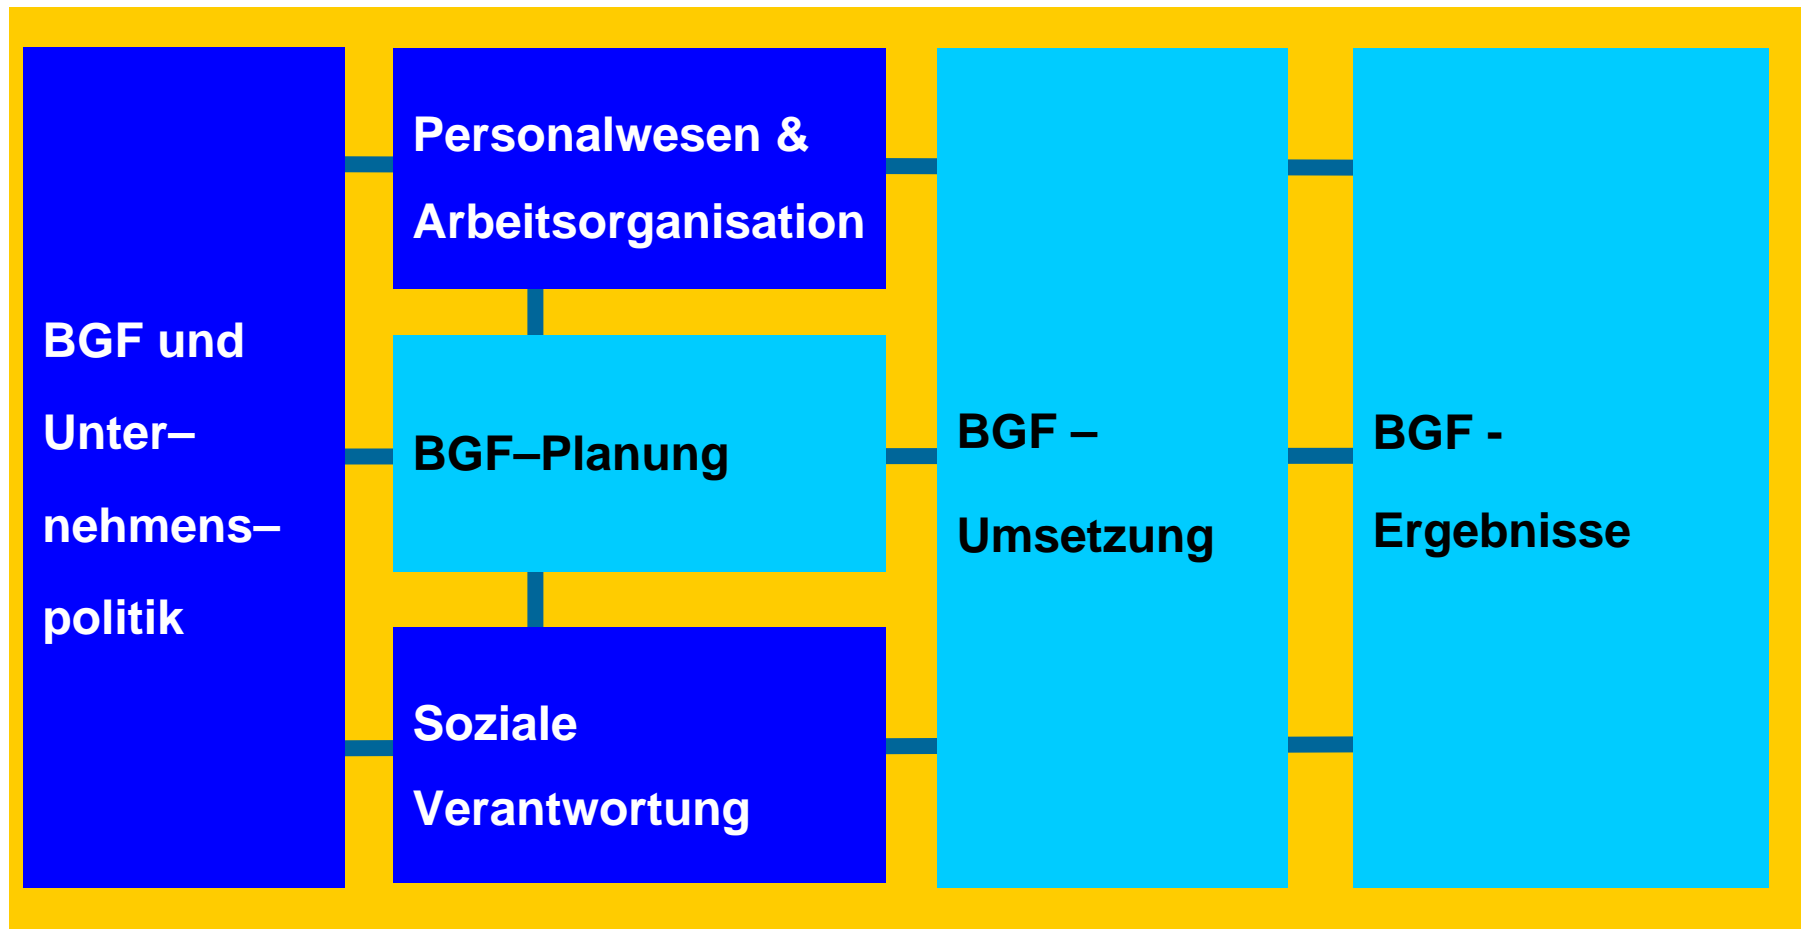 BGF und
Unter–
nehmens–
politik
Personalwesen &
Arbeitsorganisation
BGF–Planung
Soziale
Verantwortung
BGF –
Umsetzung
BGF -
Ergebnisse